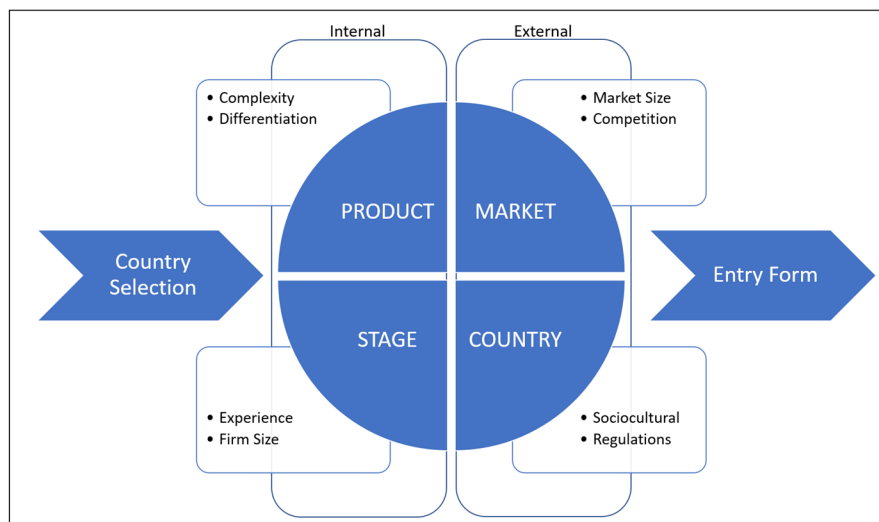 Internal
External
• Complexity
• Differentiation
• Market Size
• Competition
PRODUCT
MARKET
Country
Selection
Entry Form
STAGE
COUNTRY
• Experience
• Firm Size
• Sociocultural
• Regulations